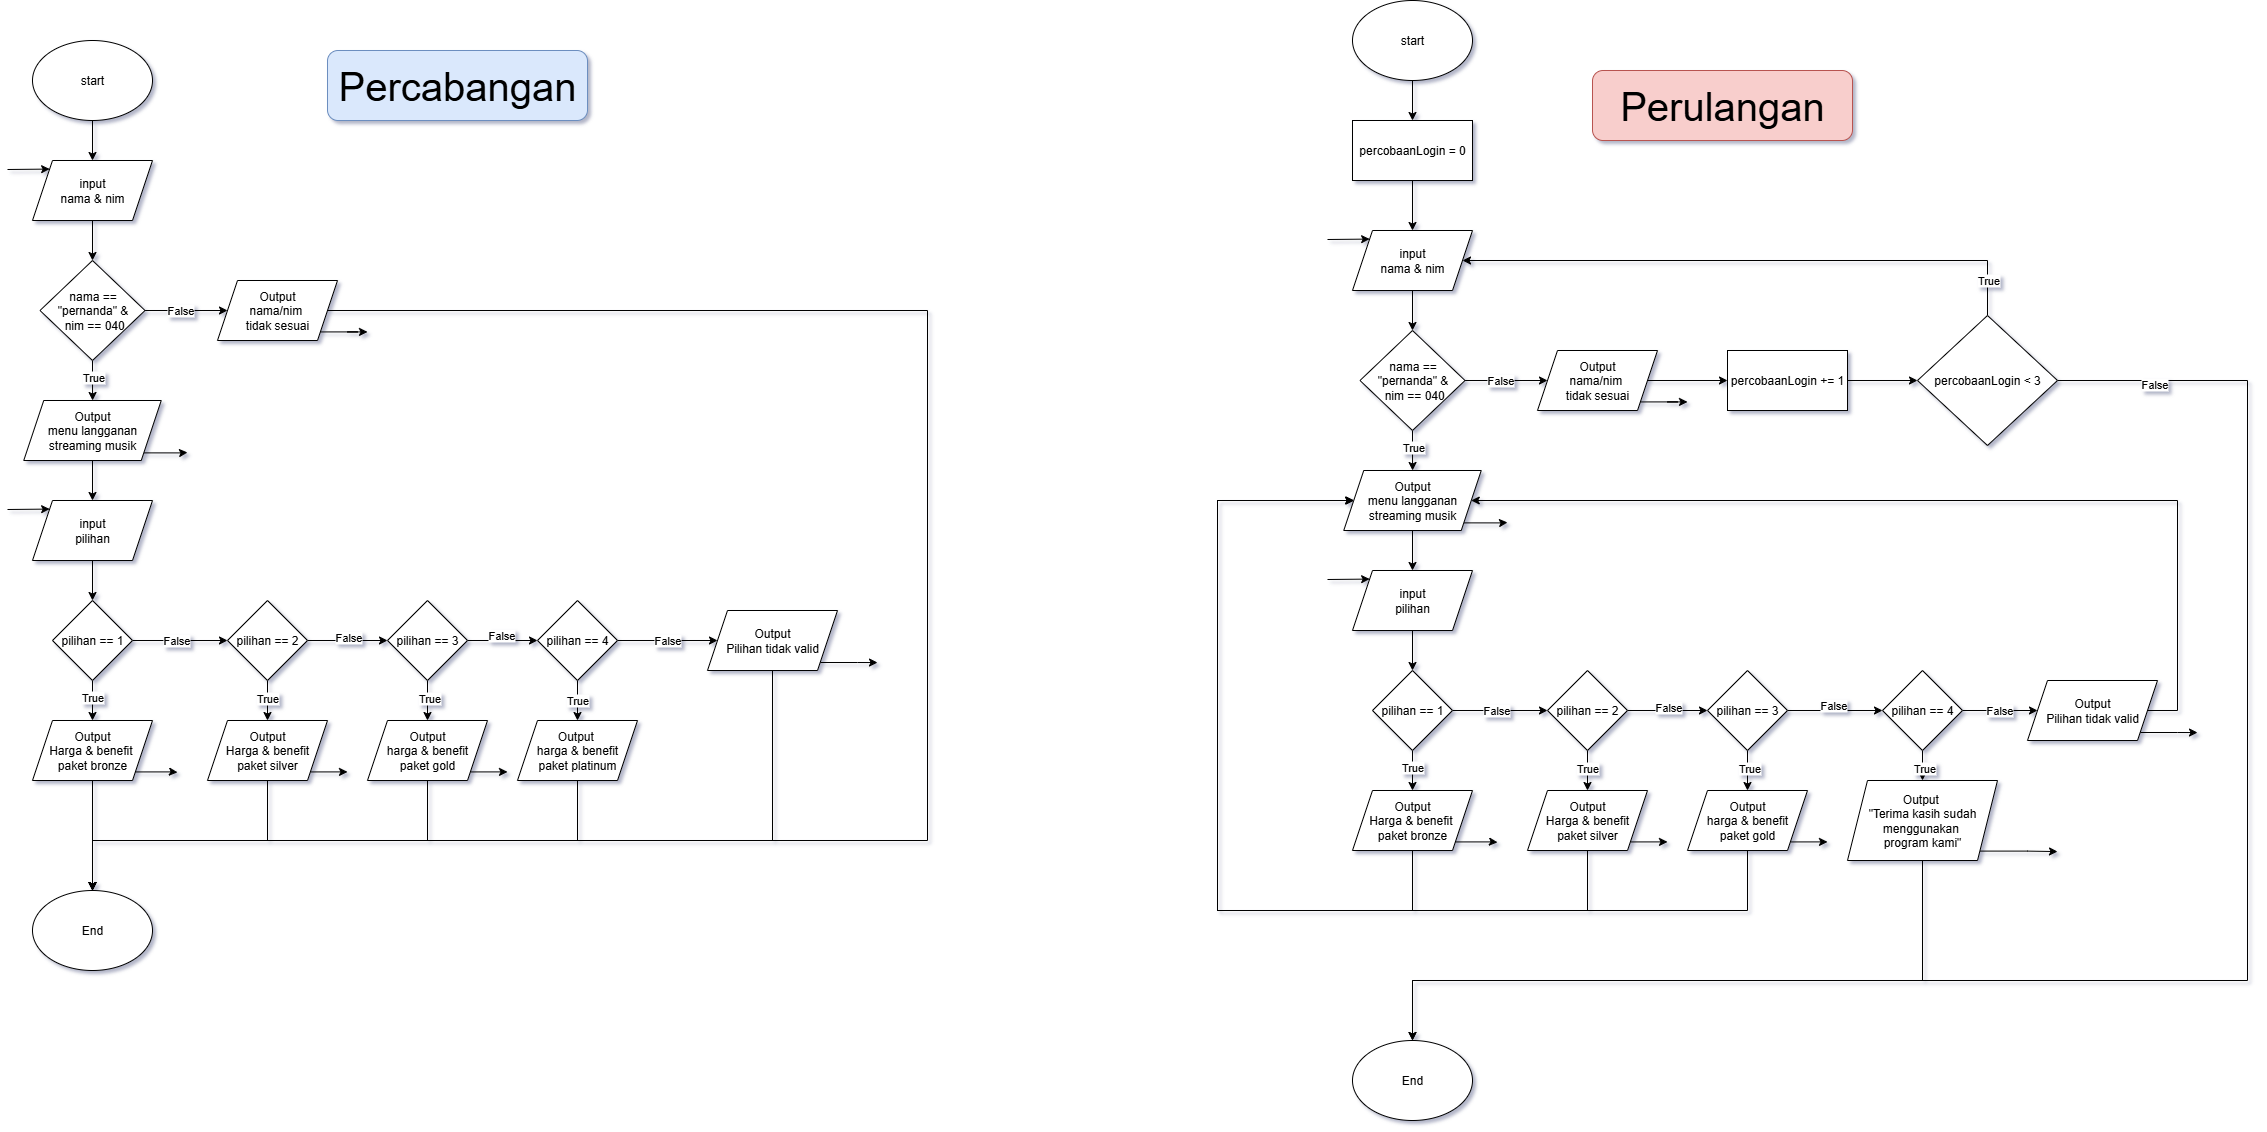 Percabangan
start
input
nama & nim
nama ==
"pernanda" &
nim == 040
False
Output
nama/nim
tidak sesuai
True
Output
menu langganan
streaming musik
input
pilihan
pilihan == 1
False
pilihan == 2
False
pilihan == 3
False
pilihan == 4
False
Output
Pilihan tidak valid
True
True
True
True
Output
Harga & benefit
paket bronze
Output
Harga & benefit
paket silver
Output
harga & benefit
paket gold
Output
harga & benefit
paket platinum
End
Perulangan
start
percobaanLogin = 0
input
nama & nim
True
nama ==
"pernanda" &
nim == 040
False
Output
nama/nim
tidak sesuai
percobaanLogin += 1
percobaanLogin < 3
False
True
Output
menu langganan
streaming musik
input
pilihan
pilihan == 1
False
pilihan == 2
False
pilihan == 3
False
pilihan == 4
False
Output
Pilihan tidak valid
True
True
True
True
Output
Harga & benefit
paket bronze
Output
Harga & benefit
paket silver
Output
harga & benefit
paket gold
Output
"Terima kasih sudah
menggunakan
program kami"
End